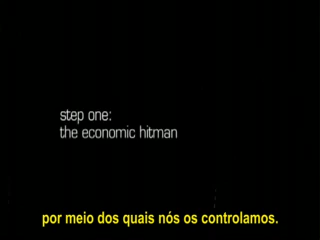 step one:
the economic hitman
por meio dos quais nós os controlamos.